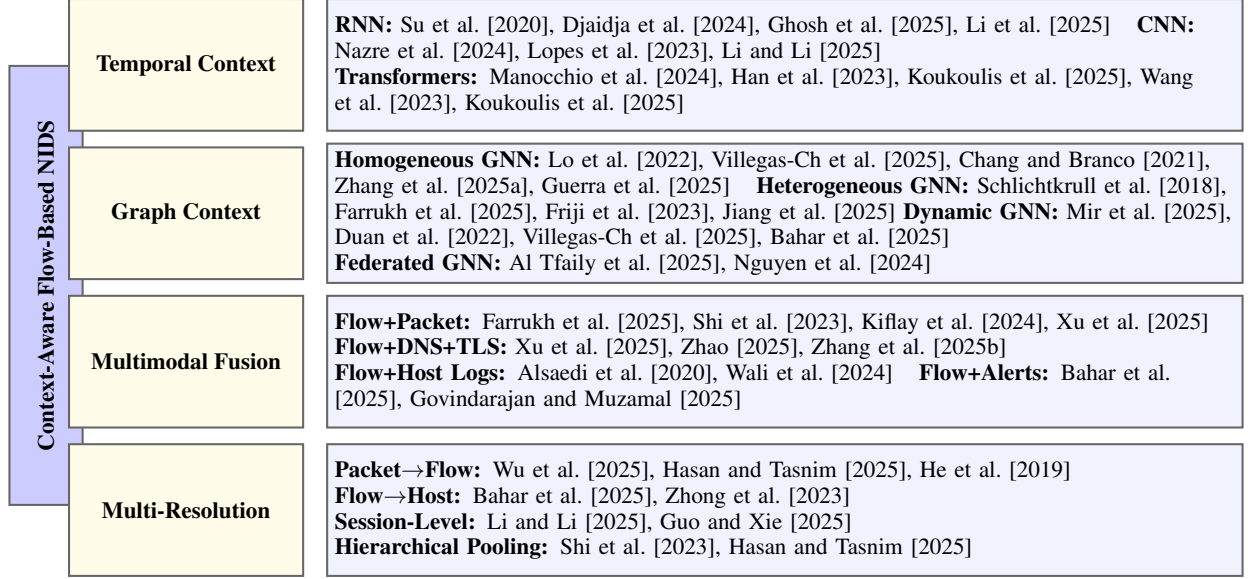 Context-Aware Flow-Based NIDS
Temporal Context
RNN: Su et al. [2020], Djaidja et al. [2024], Ghosh et al. [2025], Li et al. [2025] CNN:
Nazre et al. [2024], Lopes et al. [2023], Li and Li [2025]
Transformers: Manocchio et al. [2024], Han et al. [2023], Koukoulis et al. [2025], Wang
et al. [2023], Koukoulis et al. [2025]
Graph Context
Homogeneous GNN: Lo et al. [2022], Villegas-Ch et al. [2025], Chang and Branco [2021],
Zhang et al. [2025a], Guerra et al. [2025] Heterogeneous GNN: Schlichtkrull et al. [2018],
Farrukh et al. [2025], Friji et al. [2023], Jiang et al. [2025] Dynamic GNN: Mir et al. [2025],
Duan et al. [2022], Villegas-Ch et al. [2025], Bahar et al. [2025]
Federated GNN: Al Tfaily et al. [2025], Nguyen et al. [2024]
Multimodal Fusion
Flow+Packet: Farrukh et al. [2025], Shi et al. [2023], Kiflay et al. [2024], Xu et al. [2025]
Flow+DNS+TLS: Xu et al. [2025], Zhao [2025], Zhang et al. [2025b]
Flow+Host Logs: Alsaedi et al. [2020], Wali et al. [2024] Flow+Alerts: Bahar et al.
[2025], Govindarajan and Muzamal [2025]
Multi-Resolution
Packet→Flow: Wu et al. [2025], Hasan and Tasnim [2025], He et al. [2019]
Flow→Host: Bahar et al. [2025], Zhong et al. [2023]
Session-Level: Li and Li [2025], Guo and Xie [2025]
Hierarchical Pooling: Shi et al. [2023], Hasan and Tasnim [2025]